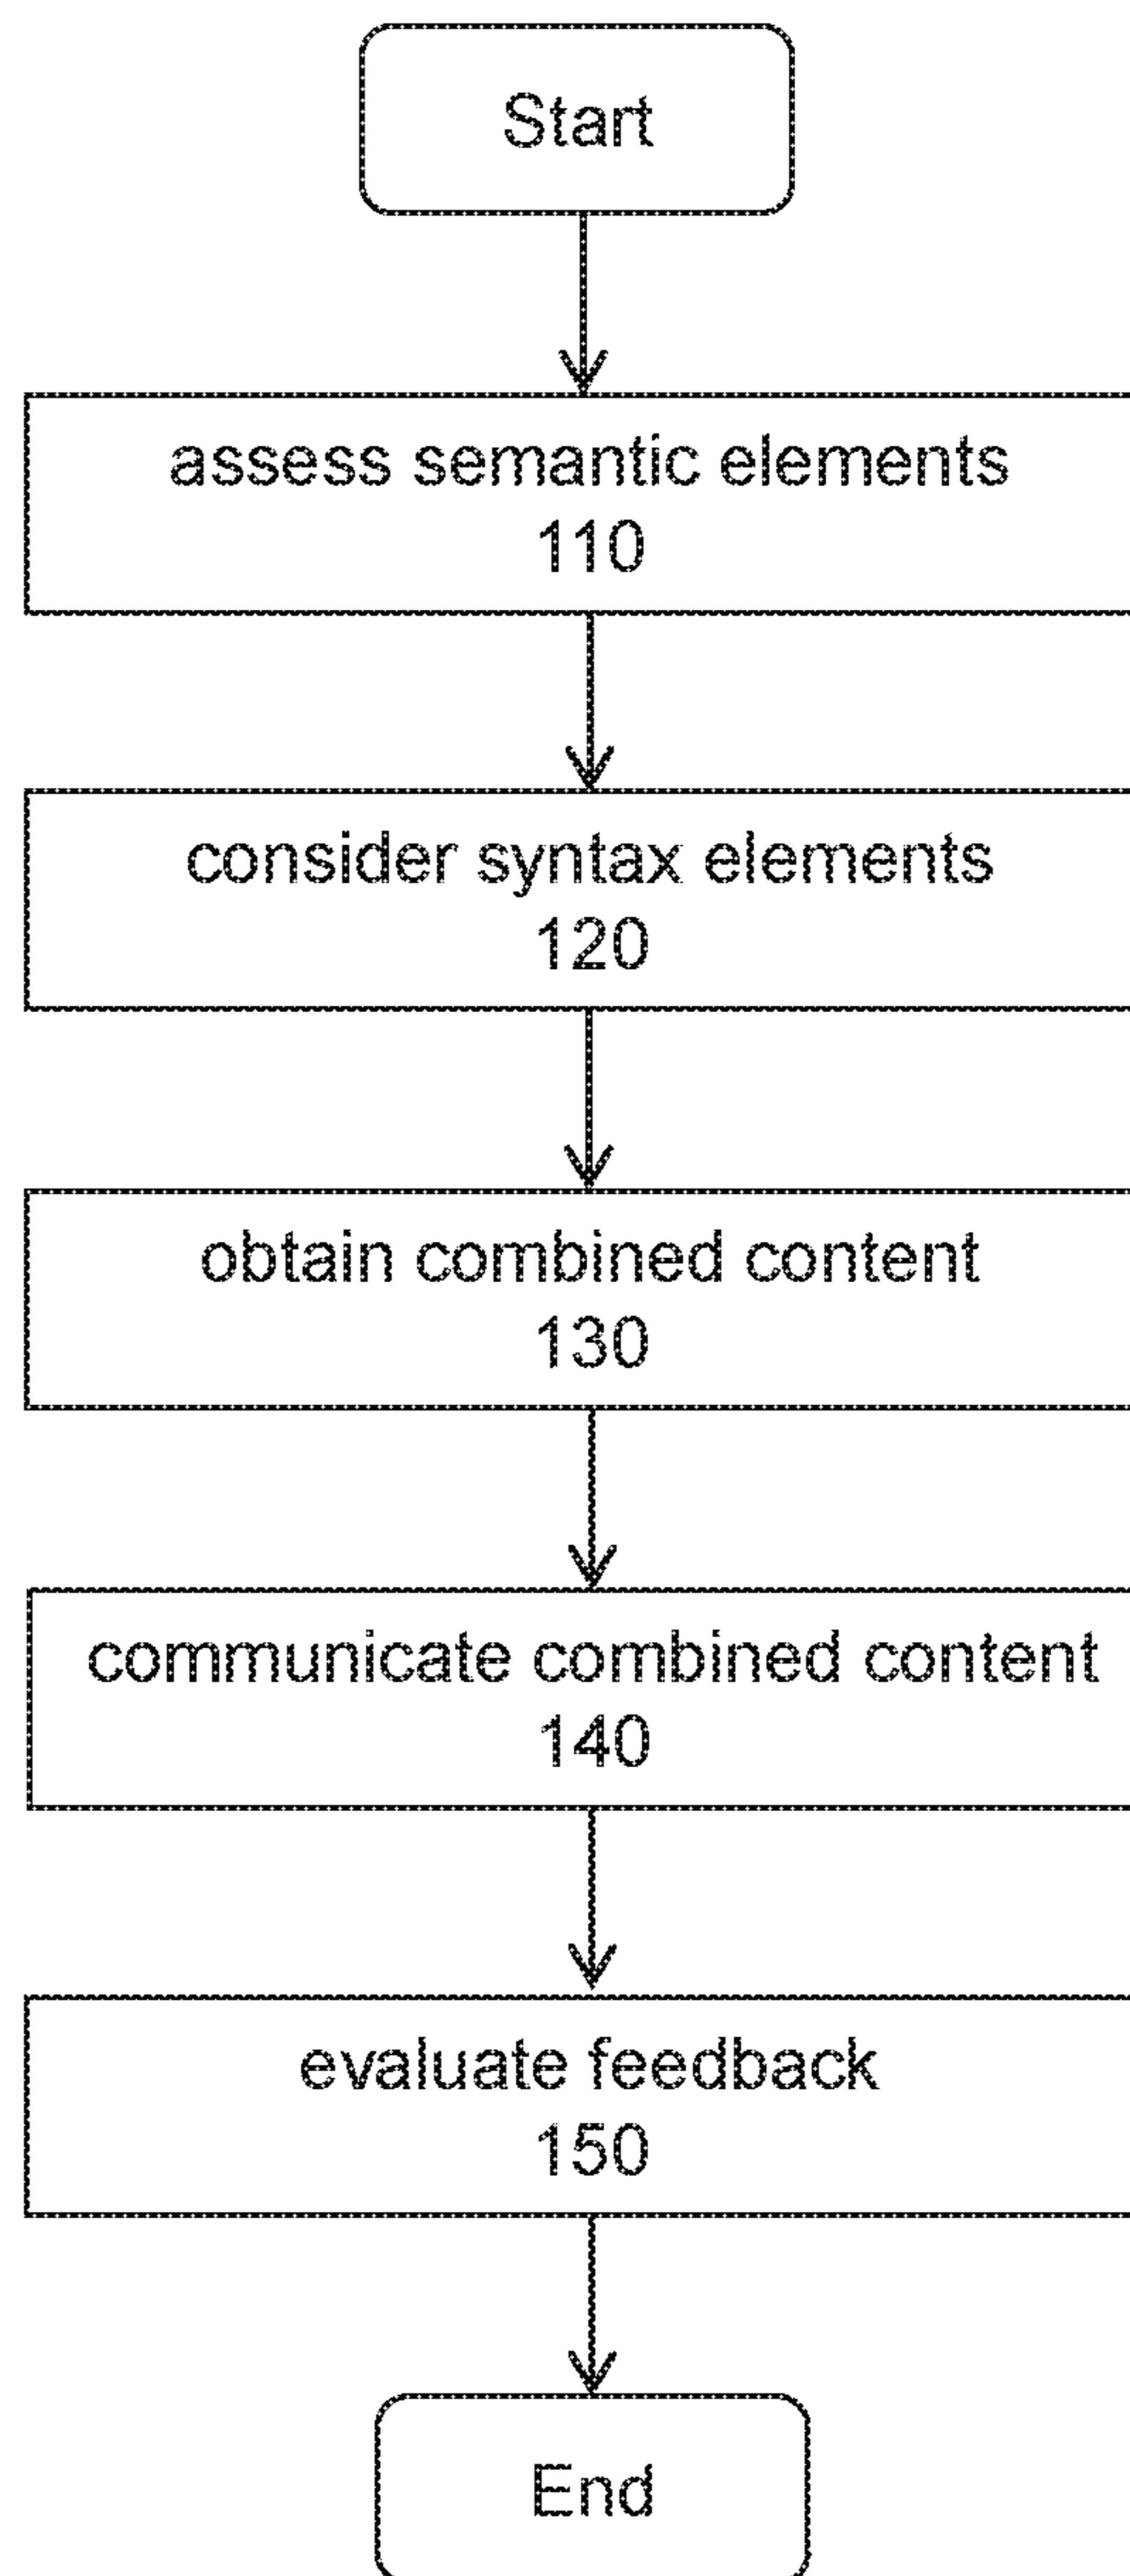 Start
assess semantic elements
110
consider syntax elements
120
obtain combined content
130
communicate combined content
140
evaluate feedback
150
End